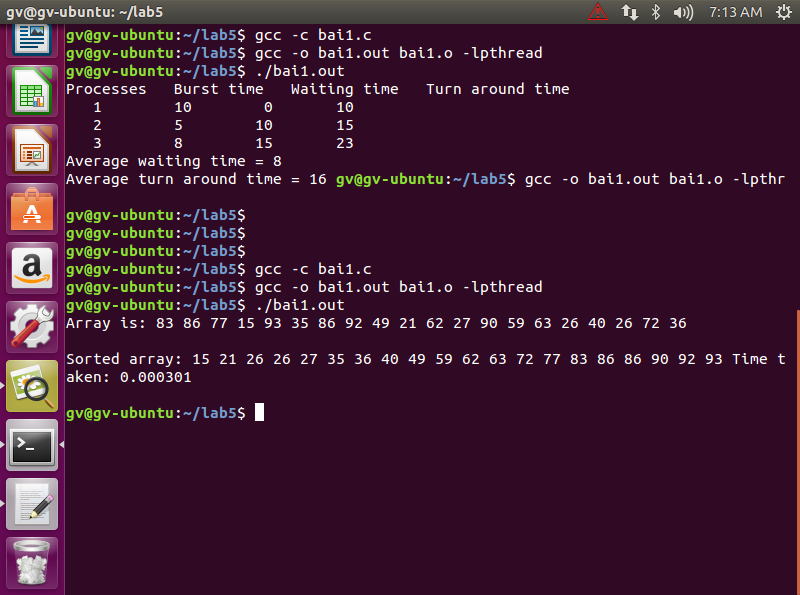 gv@gv-ubuntu: ~/lab5
7:13 AM
gv@gv-ubuntu:~/lab5$ gcc -c bai1.c
gv@gv-ubuntu:~/lab5$ gcc -o bai1.out bai1.o -lpthread
gv@gv-ubuntu:~/lab5$ ./bai1.out
Processes   Burst time   Waiting time   Turn around time
1        10        0       10
2        5        10       15
3        8        15       23
Average waiting time = 8
Average turn around time = 16 gv@gv-ubuntu:~/lab5$ gcc -o bai1.out bai1.o -lpthr
gv@gv-ubuntu:~/lab5$
gv@gv-ubuntu:~/lab5$
gv@gv-ubuntu:~/lab5$
gv@gv-ubuntu:~/lab5$ gcc -c bai1.c
gv@gv-ubuntu:~/lab5$ gcc -o bai1.out bai1.o -lpthread
gv@gv-ubuntu:~/lab5$ ./bai1.out
Array is: 83 86 77 15 93 35 86 92 49 21 62 27 90 59 63 26 40 26 72 36
Sorted array: 15 21 26 26 27 35 36 40 49 59 62 63 72 77 83 86 86 90 92 93 Time t
aken: 0.000301
gv@gv-ubuntu:~/lab5$